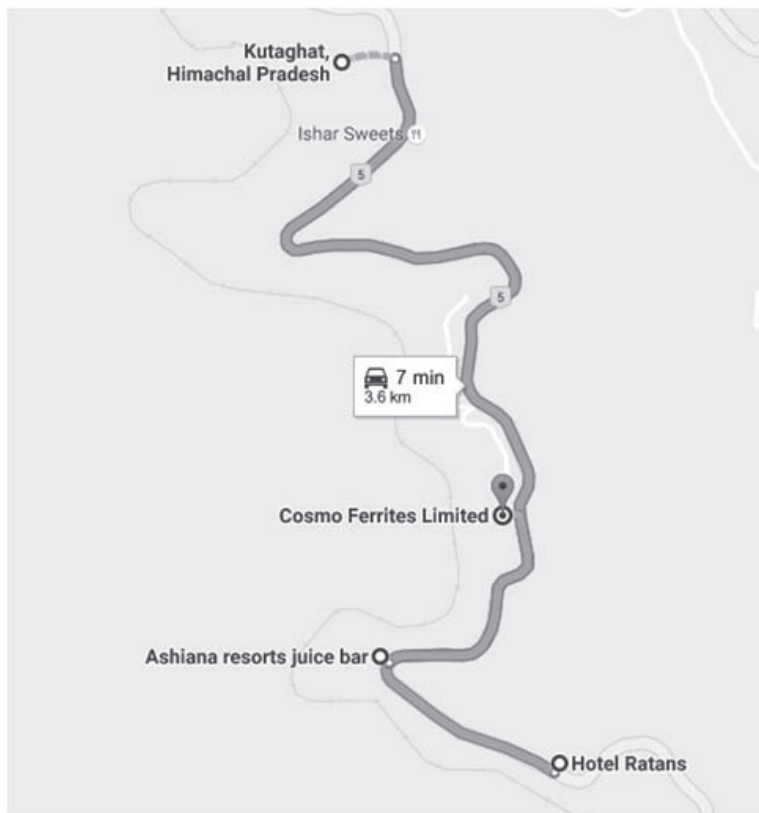 Kutaghat,
Himachal Pradesh
Ishar Sweets
5
5
7 min
3.6 km
Cosmo Ferrites Limited
Ashiana resorts juice bar
Hotel Ratans